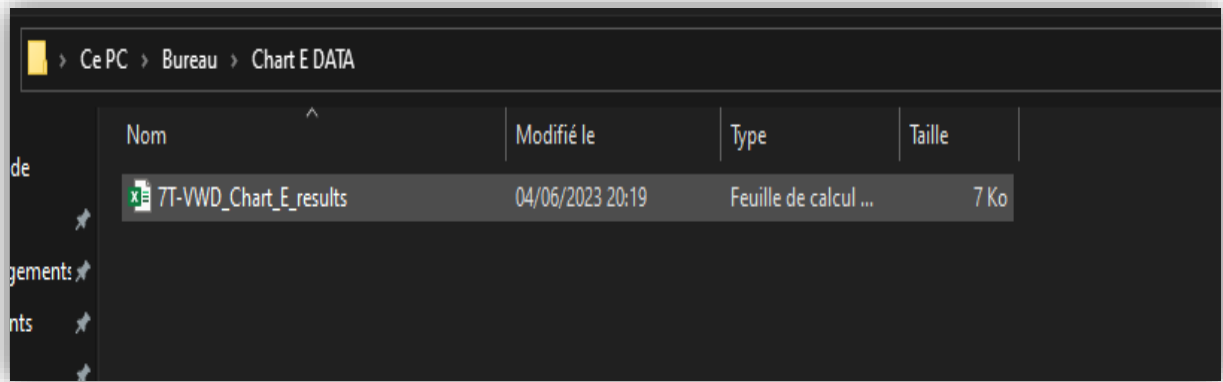 Ce PC > Bureau > Chart E DATA
Nom Modifié le Type Taille
de
7T-VWD_Chart_E_results 04/06/2023 20:19 Feuille de calcul ... 7 Ko
gements
nts